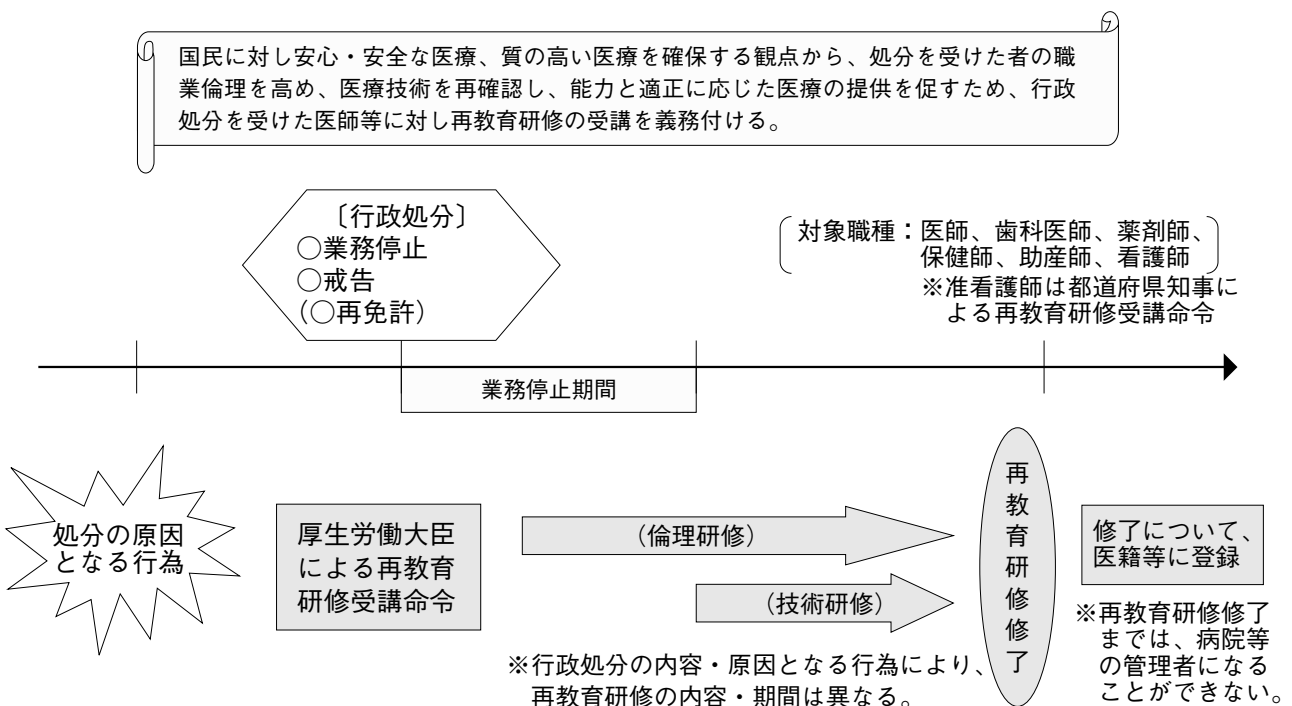 国民に対し安心・安全な医療、質の高い医療を確保する観点から、処分を受けた者の職
業倫理を高め、医療技術を再確認し、能力と適正に応じた医療の提供を促すため、行政
処分を受けた医師等に対し再教育研修の受講を義務付ける。
〔行政処分〕
○業務停止
○戒告
(○再免許)
対象職種：医師、歯科医師、薬剤師、
保健師、助産師、看護師
※准看護師は都道府県知事に
よる再教育研修受講命令
業務停止期間
処分の原因
となる行為
厚生労働大臣
による再教育
研修受講命令
(倫理研修)
(技術研修)
※行政処分の内容・原因となる行為により、
再教育研修の内容・期間は異なる。
再教育研修修了
修了について、
医籍等に登録
※再教育研修修了
までは、病院等
の管理者になる
ことができない。